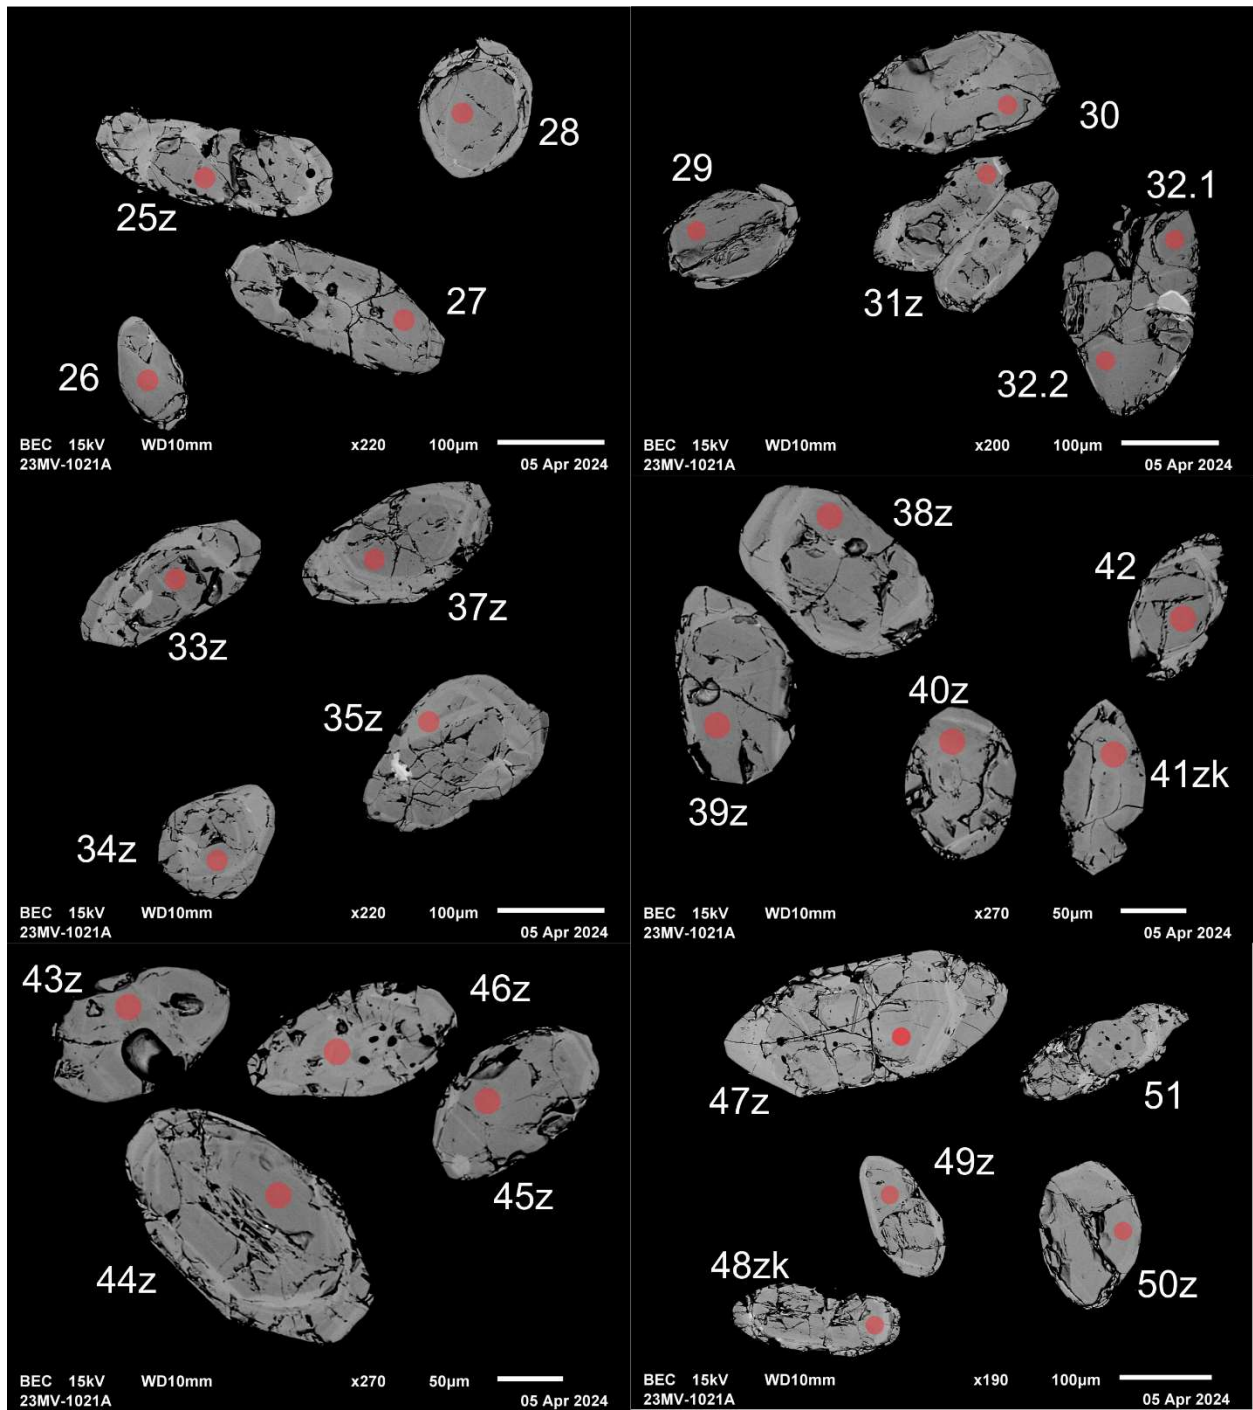 28
25z
27
26
BEC 15kV WD10mm x220 100µm
23MV-1021A 05 Apr 2024
30
29
32.1
31z
32.2
BEC 15kV WD10mm x200 100µm
23MV-1021A 05 Apr 2024
37z
33z
35z
34z
BEC 15kV WD10mm x220 100µm
23MV-1021A 05 Apr 2024
38z
42
40z
41zk
39z
BEC 15kV WD10mm x270 50µm
23MV-1021A 05 Apr 2024
43z
46z
45z
44z
BEC 15kV WD10mm x270 50µm
23MV-1021A 05 Apr 2024
47z
51
49z
48zk
50z
BEC 15kV WD10mm x190 100µm
23MV-1021A 05 Apr 2024